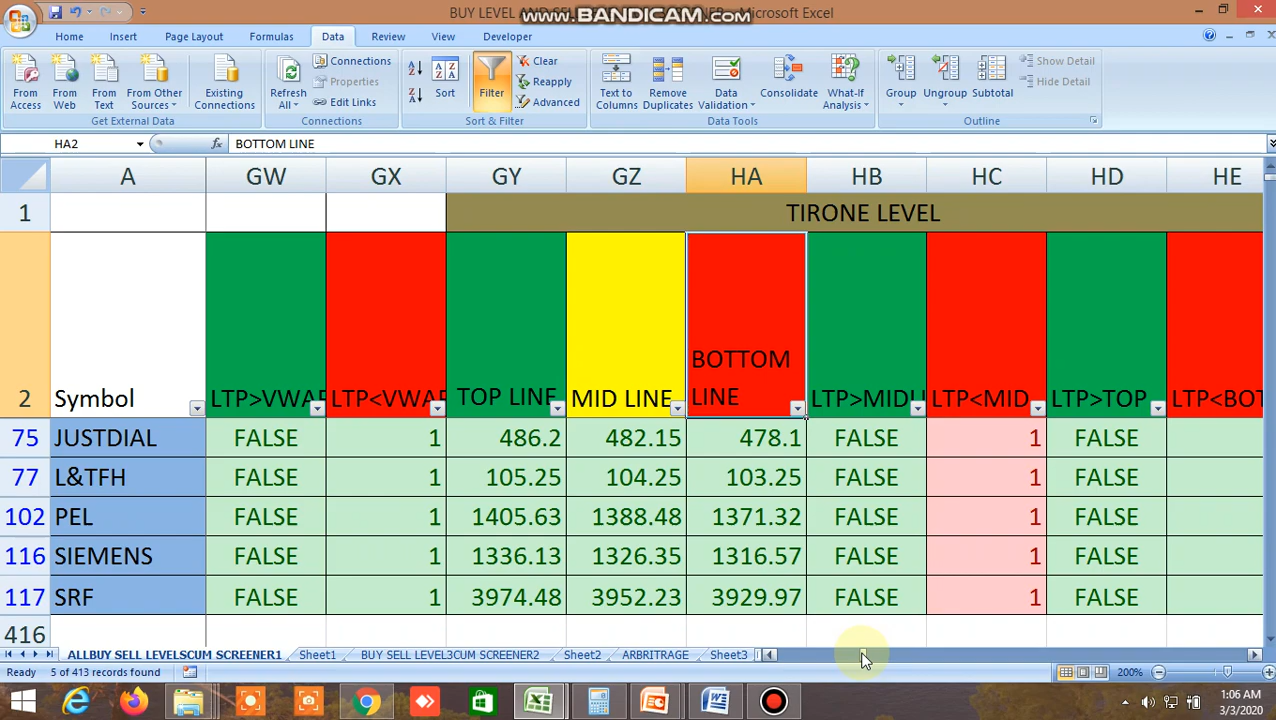 BUY LEVEL AND SEL
www.BANDICAM.com
Microsoft Excel
Home Insert Page Layout Formulas Data Review View Developer
From Access
From Web
From Text
From Other Sources
Existing Connections
Get External Data
Refresh All
Connections
Properties
Edit Links
Connections
Sort
Filter
Clear
Reapply
Advanced
Sort & Filter
Text to Columns
Remove Duplicates
Data Validation
Consolidate
What-If Analysis
Data Tools
Group
Ungroup
Subtotal
Show Detail
Hide Detail
Outline
HA2 fx BOTTOM LINE
A GW GX GY GZ HA HB HC HD HE
1 TIRONE LEVEL
2 Symbol LTP>VWAP LTP<VWAP TOP LINE MID LINE BOTTOM LINE LTP>MIDL LTP<MID LTP>TOP LTP<BOT
75 JUSTDIAL FALSE 1 486.2 482.15 478.1 FALSE 1 FALSE
77 L&TFH FALSE 1 105.25 104.25 103.25 FALSE 1 FALSE
102 PEL FALSE 1 1405.63 1388.48 1371.32 FALSE 1 FALSE
116 SIEMENS FALSE 1 1336.13 1326.35 1316.57 FALSE 1 FALSE
117 SRF FALSE 1 3974.48 3952.23 3929.97 FALSE 1 FALSE
416
ALLBUY SELL LEVELSCUM SCREENER1 Sheet1 BUY SELL LEVEL3CUM SCREENER2 Sheet2 ARBRITRAGE Sheet3
Ready 5 of 413 records found 200%
1:06 AM
3/3/2020